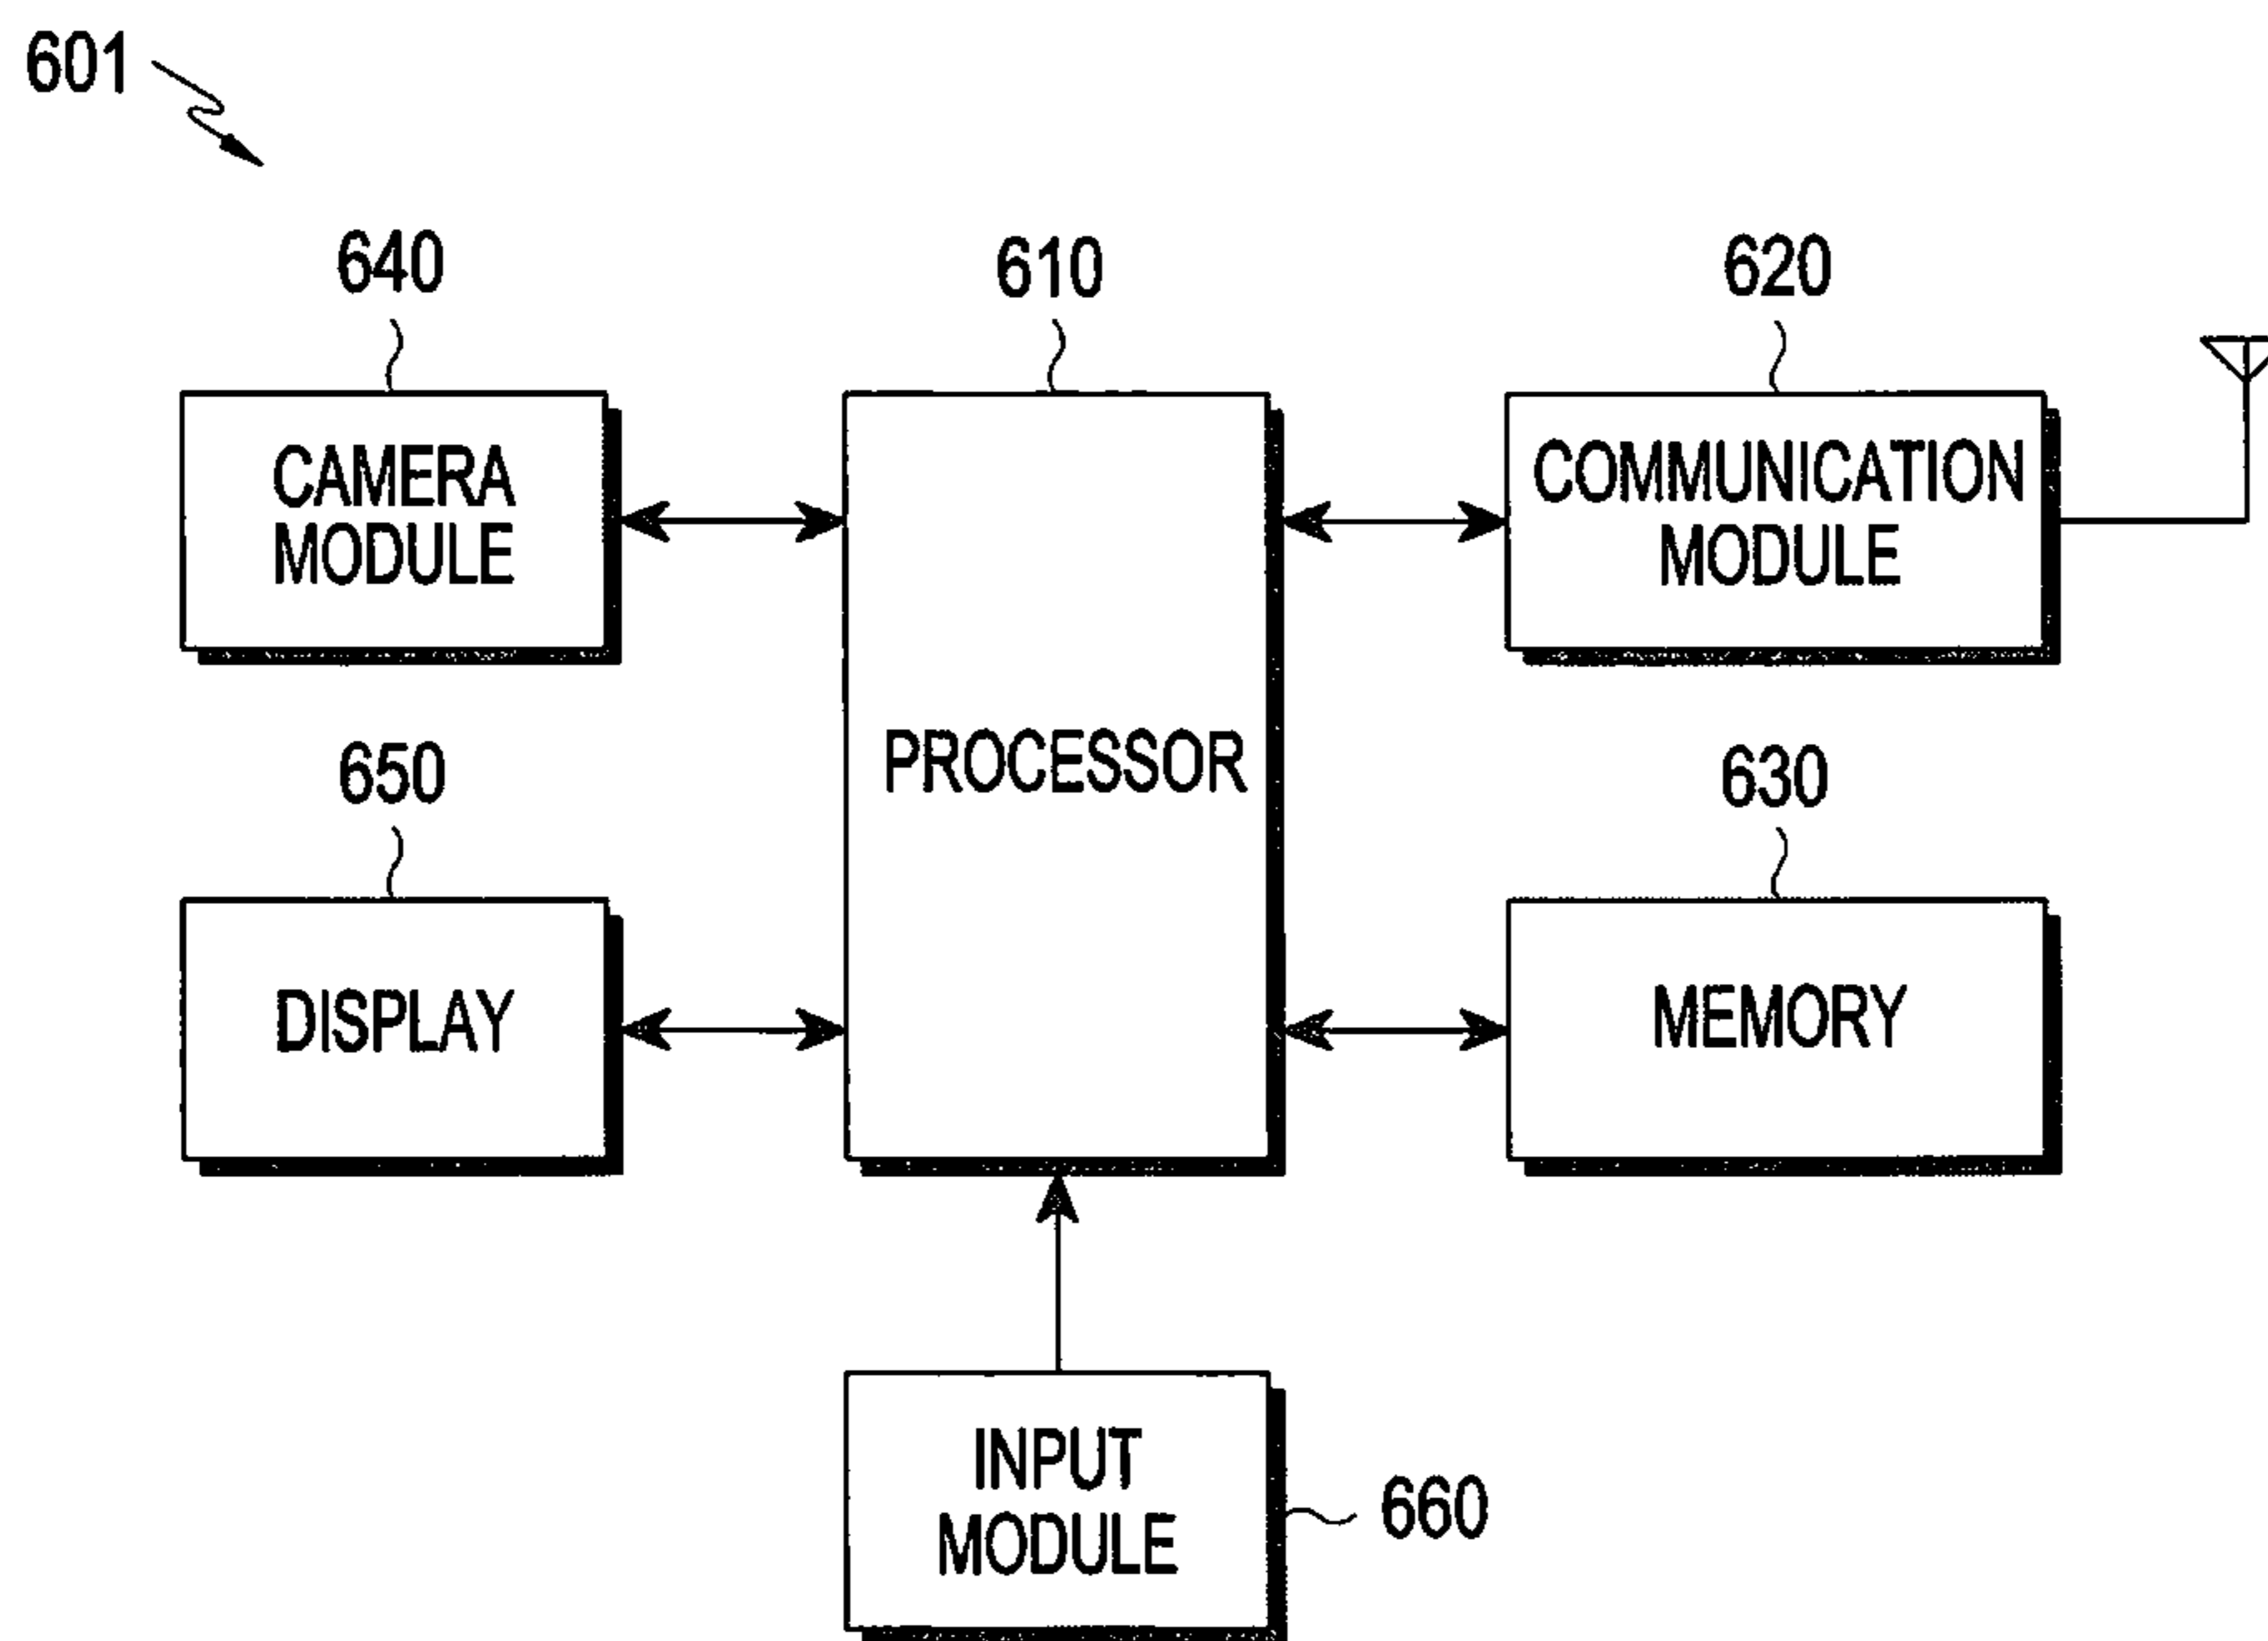 601
640
610
620
CAMERA
MODULE
COMMUNICATION
MODULE
PROCESSOR
650
630
DISPLAY
MEMORY
INPUT
MODULE
660